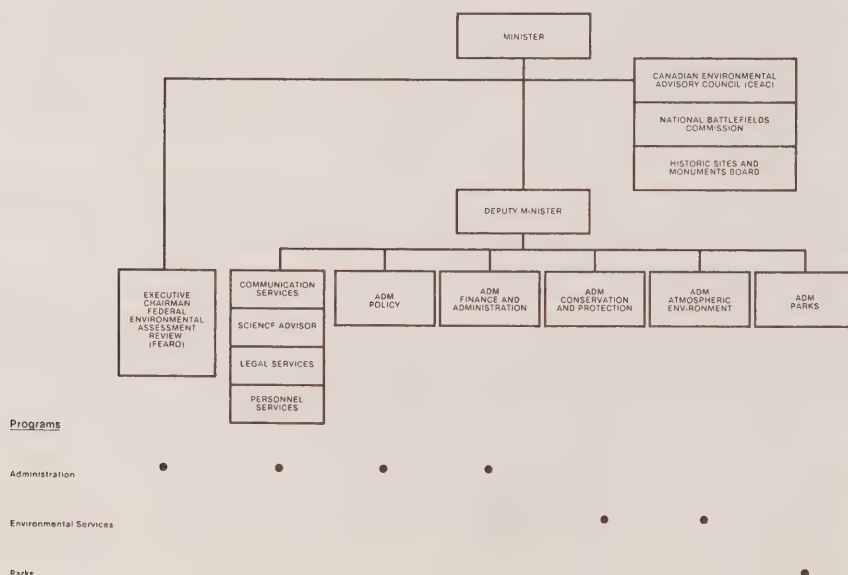 MINISTER
CANADIAN ENVIRONMENTAL
ADVISORY COUNCIL (CEAC)
NATIONAL BATTLEFIELDS
COMMISSION
HISTORIC SITES AND
MONUMENTS BOARD
DEPUTY MINISTER
EXECUTIVE
CHAIRMAN
FEDERAL
ENVIRONMENTAL
ASSESSMENT
REVIEW
(FEARO)
COMMUNICATION
SERVICES
SCIENCE ADVISOR
LEGAL SERVICES
PERSONNEL
SERVICES
ADM
POLICY
ADM
FINANCE AND
ADMINISTRATION
ADM
CONSERVATION
AND PROTECTION
ADM
ATMOSPHERIC
ENVIRONMENT
ADM
PARKS
Programs
Administration
Environmental Services
Parks